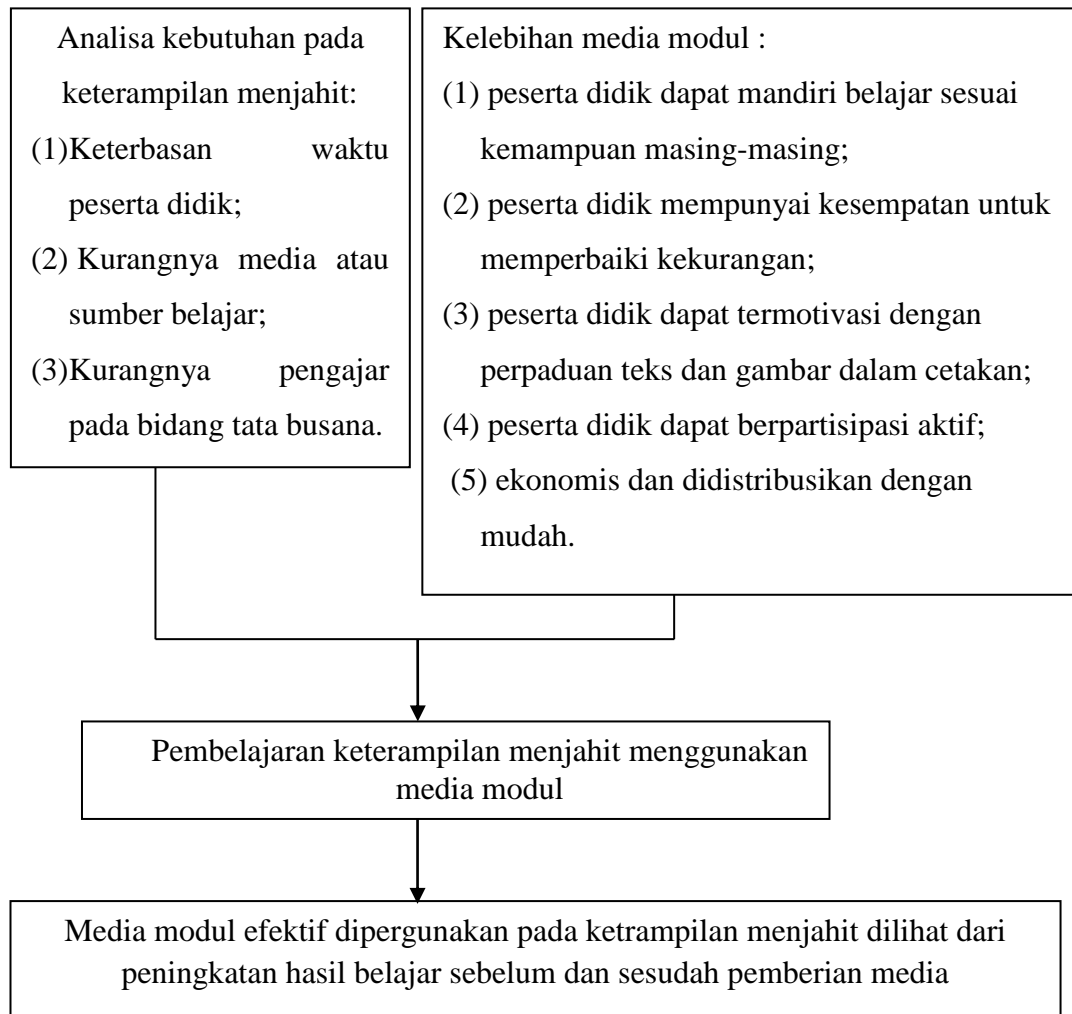 Analisa kebutuhan pada
keterampilan menjahit:
(1)Keterbasan waktu
peserta didik;
(2) Kurangnya media atau
sumber belajar;
(3)Kurangnya pengajar
pada bidang tata busana.
Kelebihan media modul :
(1) peserta didik dapat mandiri belajar sesuai
kemampuan masing-masing;
(2) peserta didik mempunyai kesempatan untuk
memperbaiki kekurangan;
(3) peserta didik dapat termotivasi dengan
perpaduan teks dan gambar dalam cetakan;
(4) peserta didik dapat berpartisipasi aktif;
(5) ekonomis dan didistribusikan dengan
mudah.
Pembelajaran keterampilan menjahit menggunakan
media modul
Media modul efektif dipergunakan pada ketrampilan menjahit dilihat dari
peningkatan hasil belajar sebelum dan sesudah pemberian media